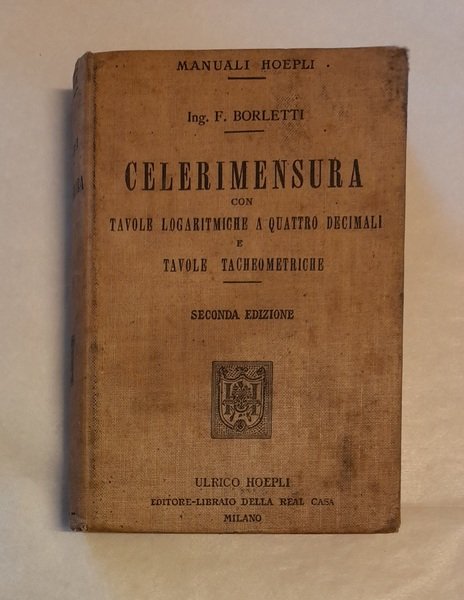 MANUALI HOEPLI
Ing. F. BORLETTI
CELERIMENSURA
CON
TAVOLE LOGARITMICHE A QUATTRO DECIMALI
E
TAVOLE TACHEOMETRICHE
SECONDA EDIZIONE
ULRICO HOEPLI
EDITORE-LIBRAIO DELLA REAL CASA
MILANO